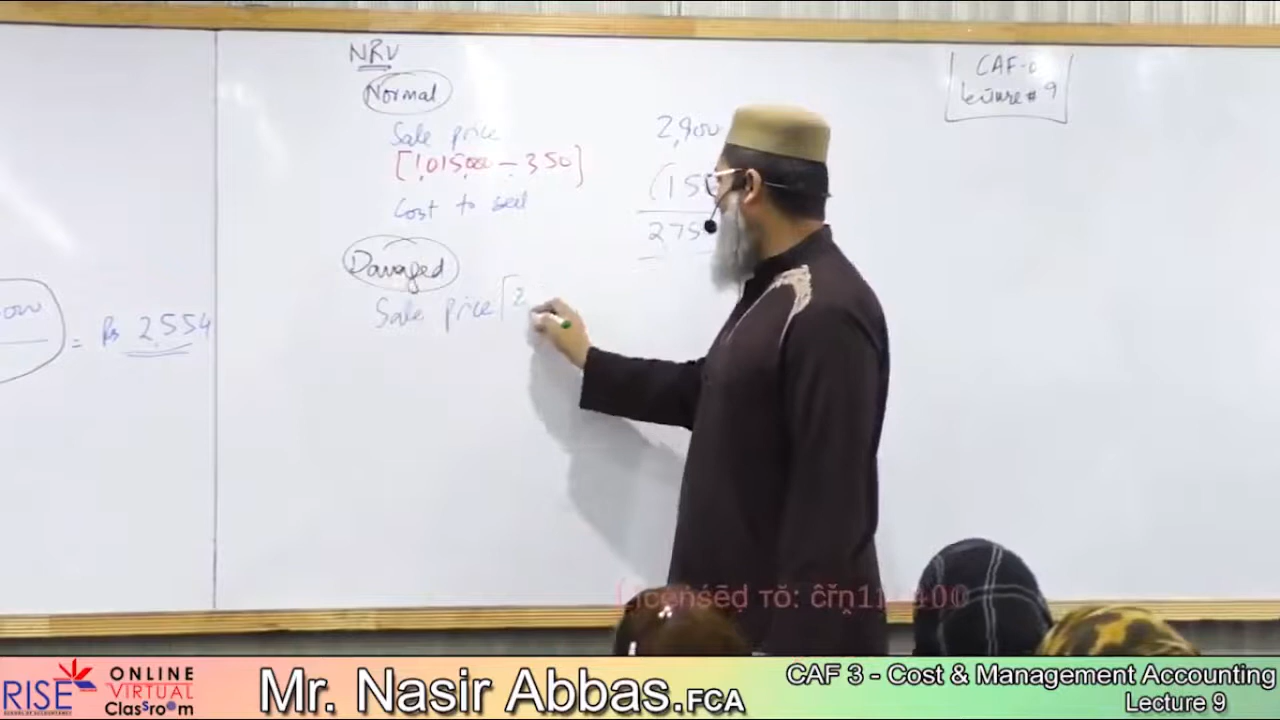 NRV
Normal
Sale price 2,900
[1,015,000 - 350]
Cost to sell (150
275
Damaged
Sale price [2
= Rs 2,554
CAF-
Lecture # 9
RISE
ONLINE
VIRTUAL
Classroom
Mr. Nasir Abbas.FCA
CAF 3 - Cost & Management Accounting
Lecture 9